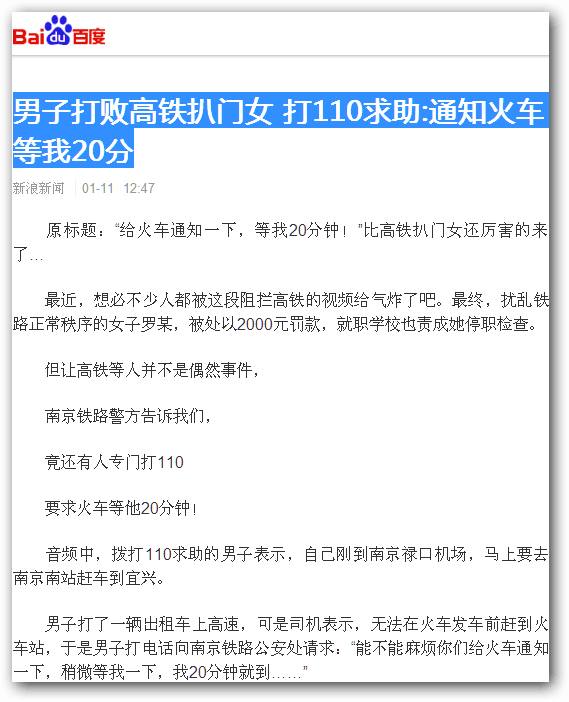 Bai du 百度
男子打败高铁扒门女 打110求助:通知火车
等我20分
新浪新闻 01-11 12:47
原标题：“给火车通知一下，等我20分钟！”比高铁扒门女还厉害的来
了…
最近，想必不少人都被这段阻拦高铁的视频给气炸了吧。最终，扰乱铁
路正常秩序的女子罗某，被处以2000元罚款，就职学校也责成她停职检查。
但让高铁等人并不是偶然事件，
南京铁路警方告诉我们，
竟还有人专门打110
要求火车等他20分钟！
音频中，拨打110求助的男子表示，自己刚到南京禄口机场，马上要去
南京南站赶车到宜兴。
男子打了一辆出租车上高速，可是司机表示，无法在火车发车前赶到火
车站，于是男子打电话向南京铁路公安处请求：“能不能麻烦你们给火车通知
一下，稍微等我一下，我20分钟就到……”